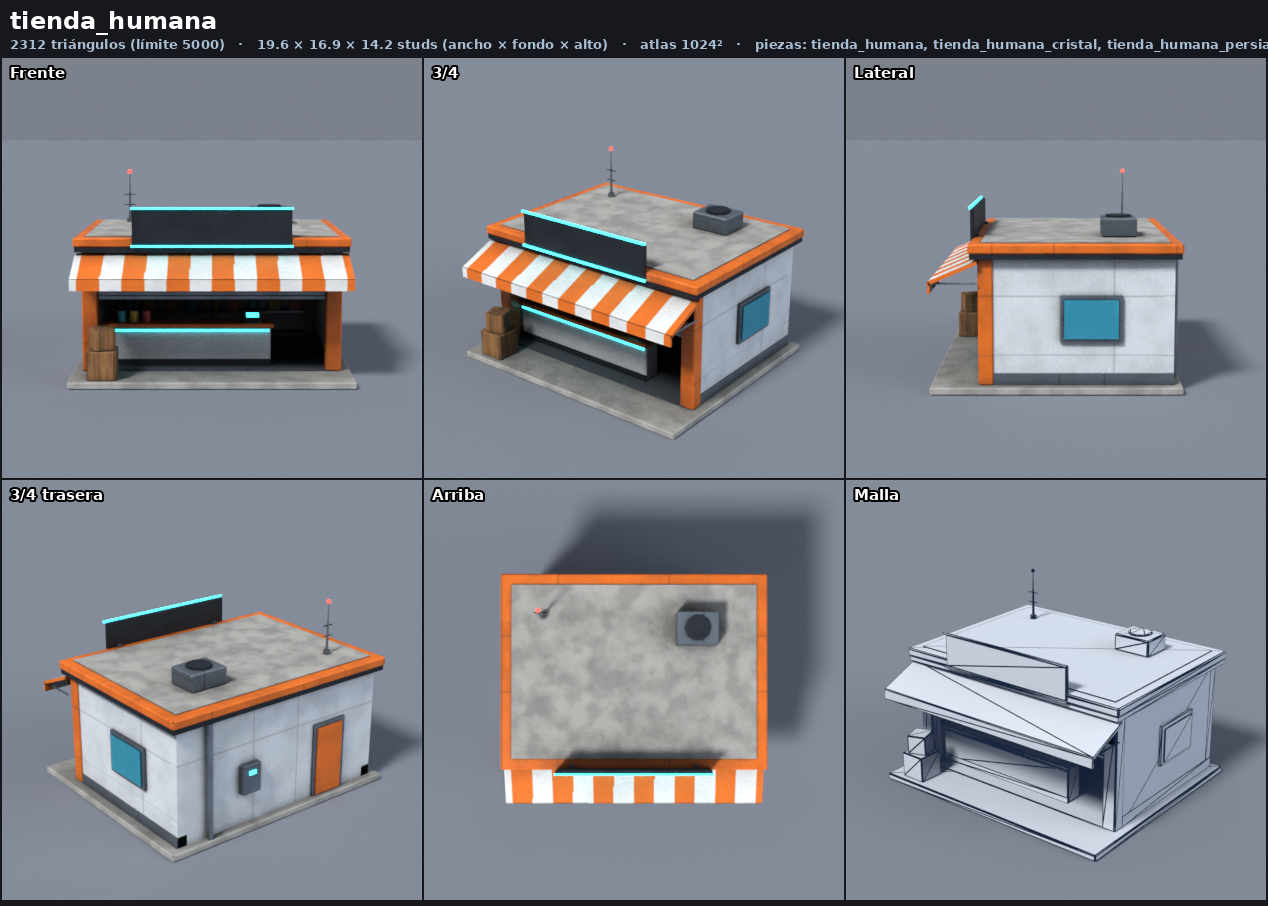 tienda_humana
2312 triángulos (límite 5000) · 19.6 × 16.9 × 14.2 studs (ancho × fondo × alto) · atlas 1024² · piezas: tienda_humana, tienda_humana_cristal, tienda_humana_persia
Frente
3/4
Lateral
3/4 trasera
Arriba
Malla